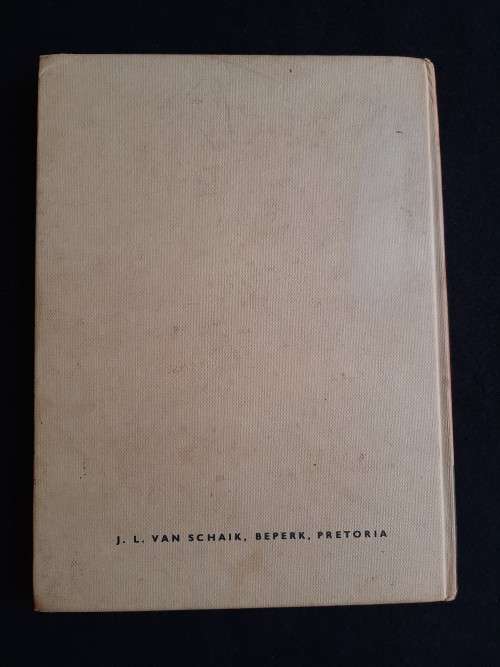 J. L. VAN SCHAIK, BEPERK, PRETORIA